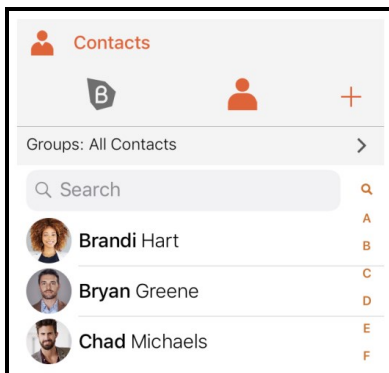 Contacts
B
Groups: All Contacts
Search
A
Brandi Hart
B
C
Bryan Greene
D
E
Chad Michaels
F